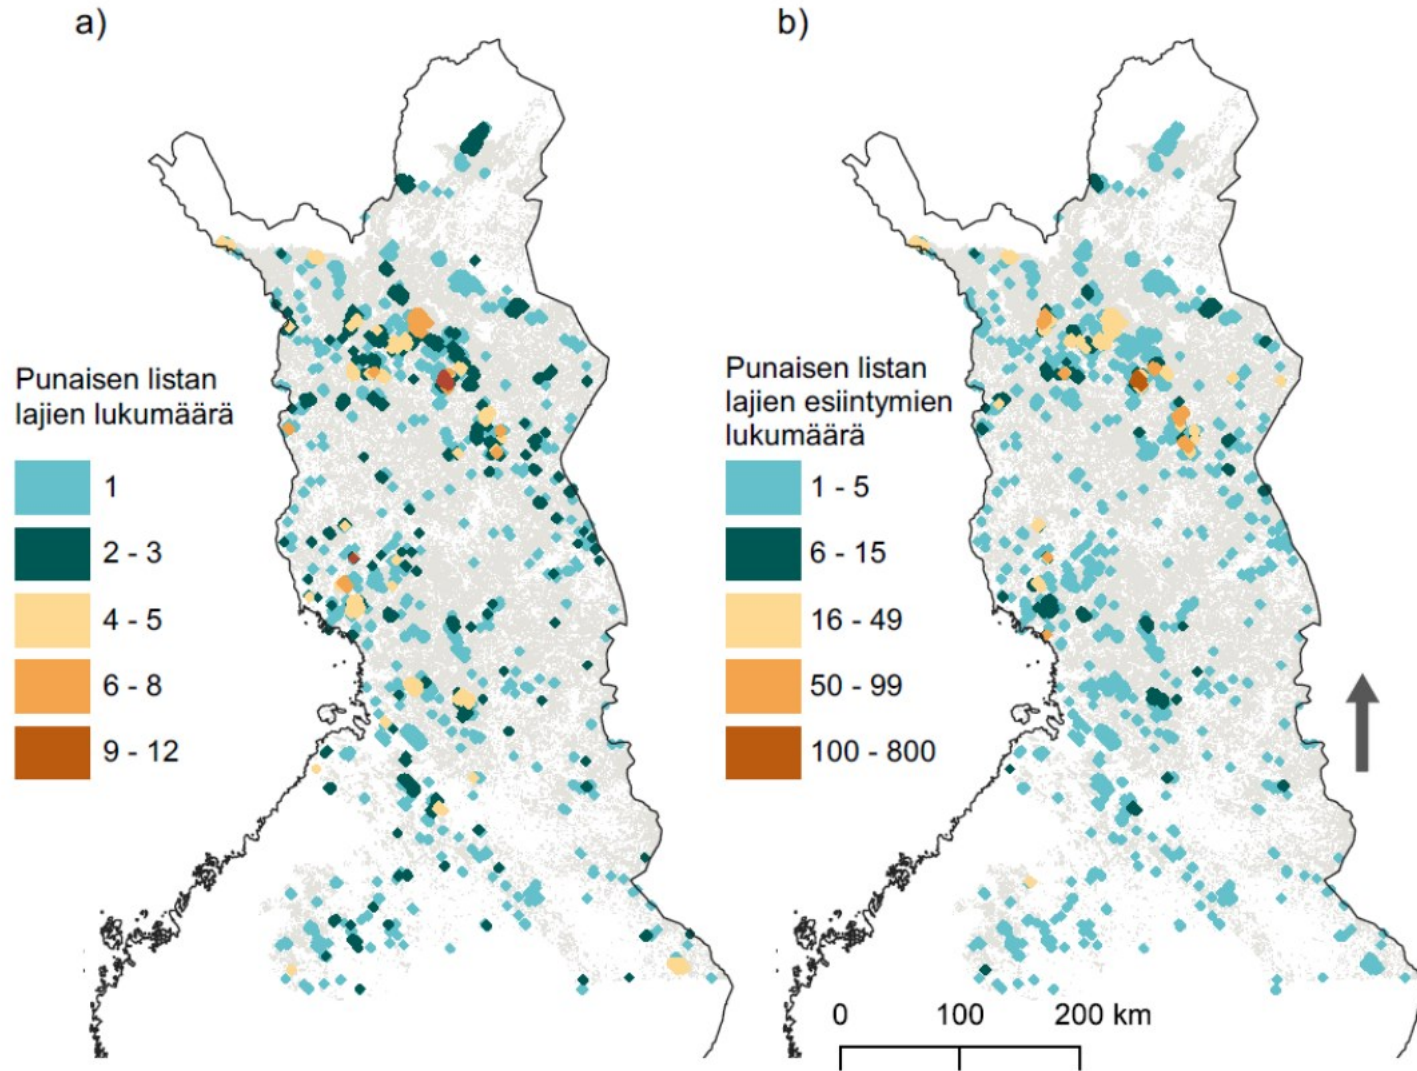 a)
Punaisen listan
lajien lukumäärä
1
2 - 3
4 - 5
6 - 8
9 - 12
b)
Punaisen listan
lajien esiintymien
lukumäärä
1 - 5
6 - 15
16 - 49
50 - 99
100 - 800
0 100 200 km